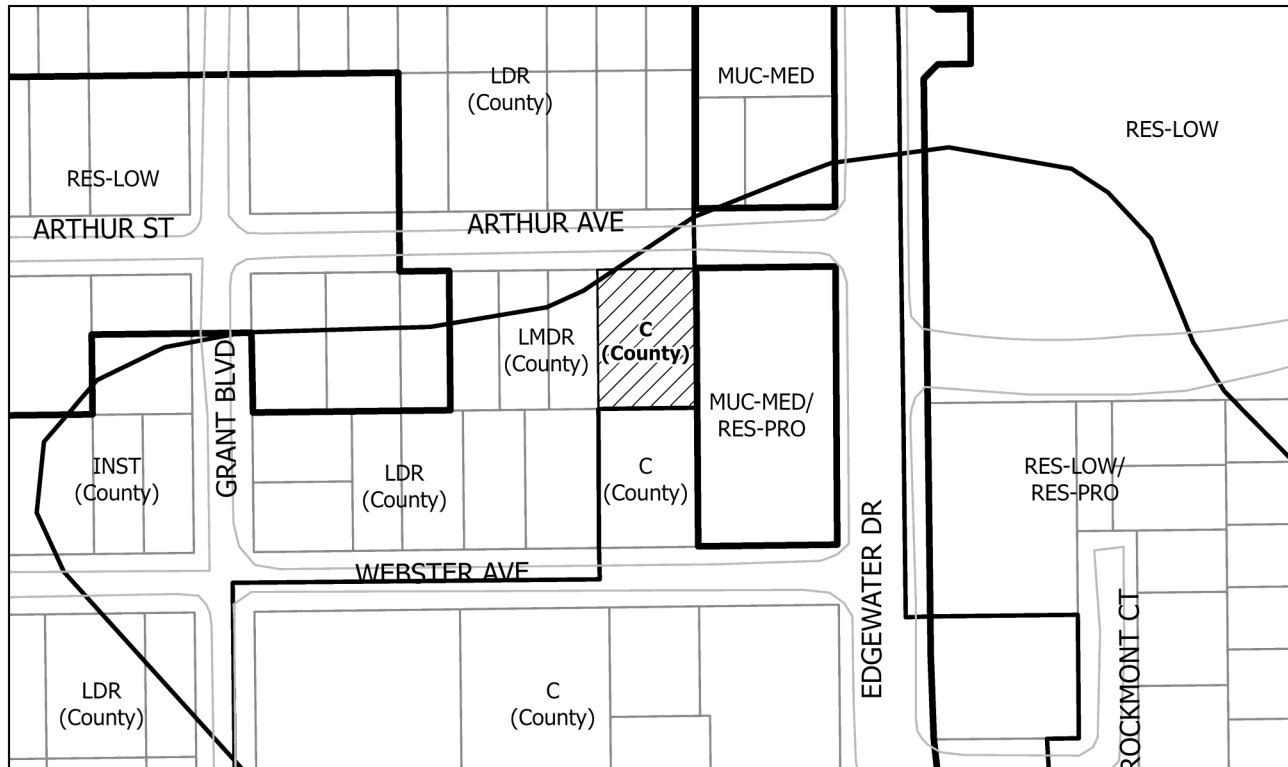 LDR
(County)
MUC-MED
RES-LOW
RES-LOW
ARTHUR ST
ARTHUR AVE
LMDR
(County)
C
(County)
MUC-MED/
RES-PRO
GRANT BLVD
INST
(County)
LDR
(County)
C
(County)
RES-LOW/
RES-PRO
EDGEWATER DR
WEBSTER AVE
ROCKMONT CT
LDR
(County)
C
(County)